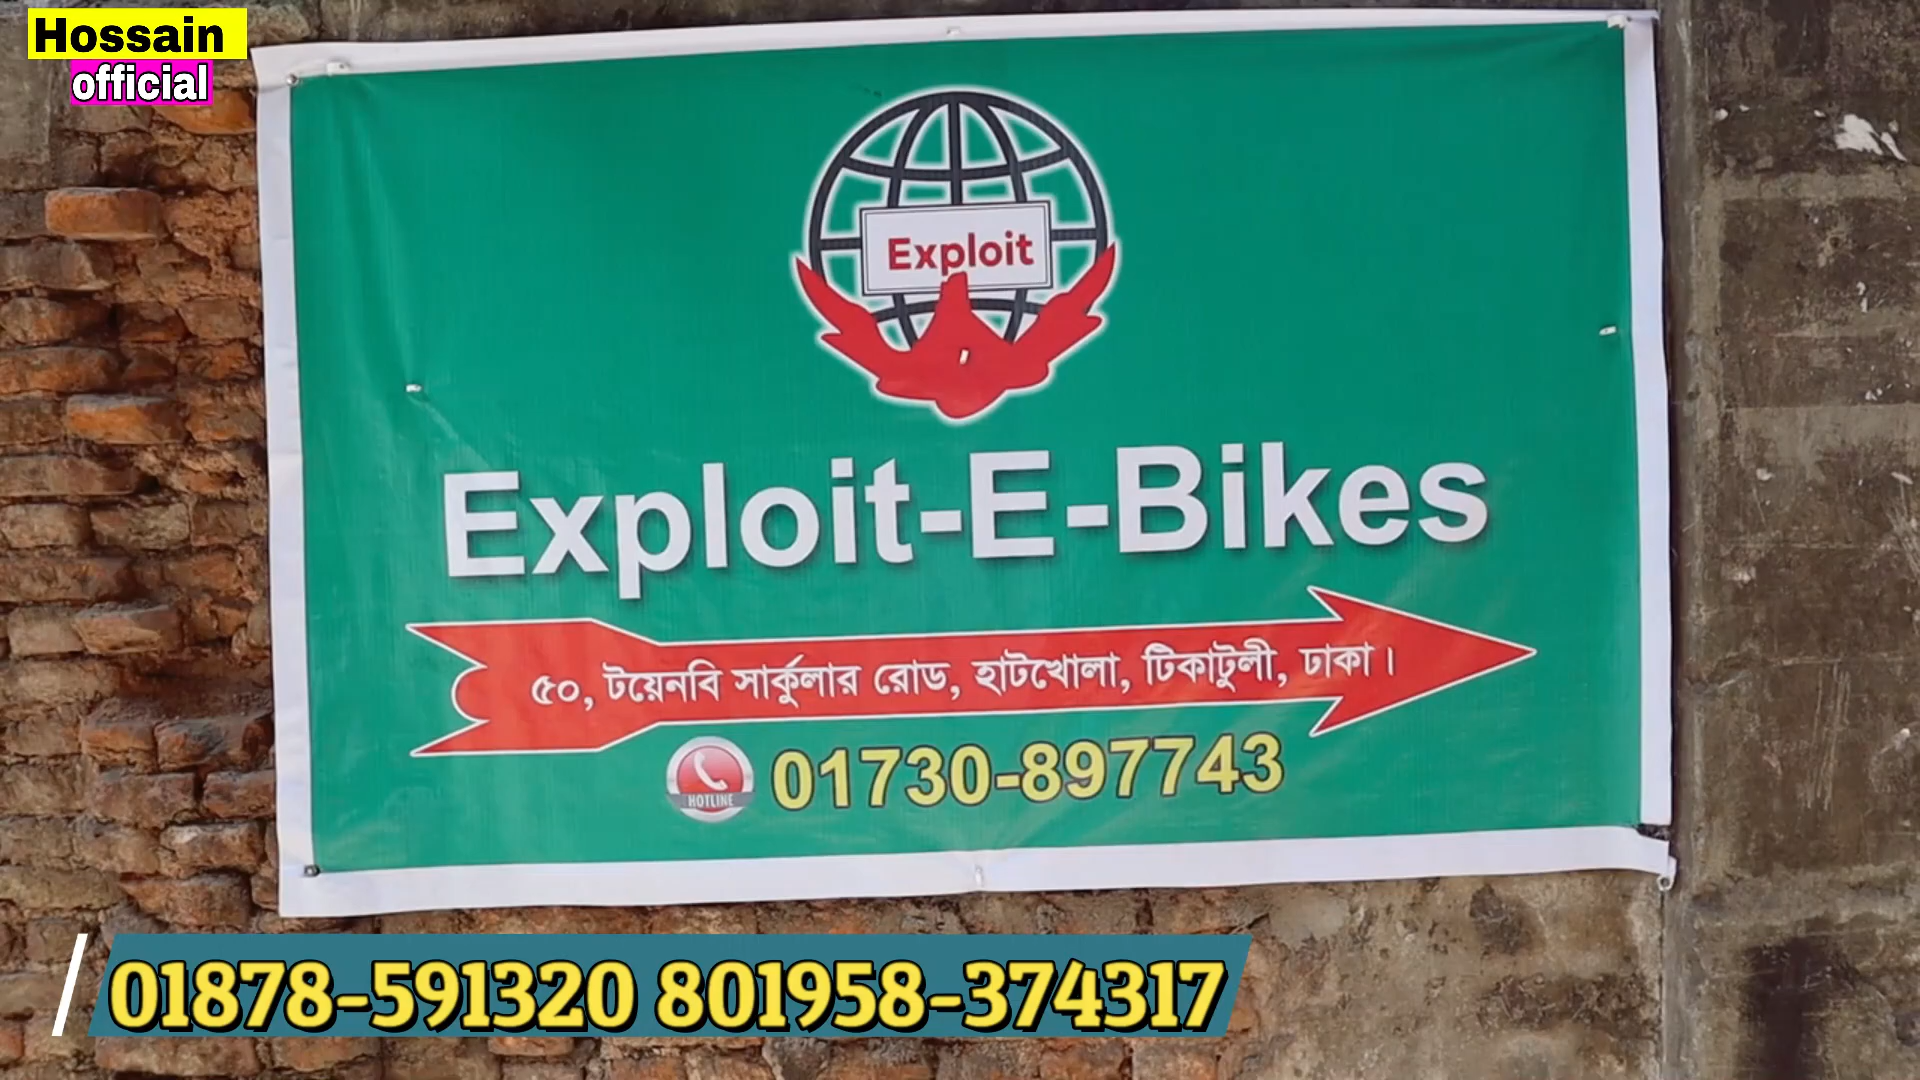 Hossain
official
Exploit
Exploit-E-Bikes
৫০, টয়েনবি সার্কুলার রোড, হাটখোলা, টিকাটুলী, ঢাকা।
HOTLINE
01730-897743
01878-591320 801958-374317